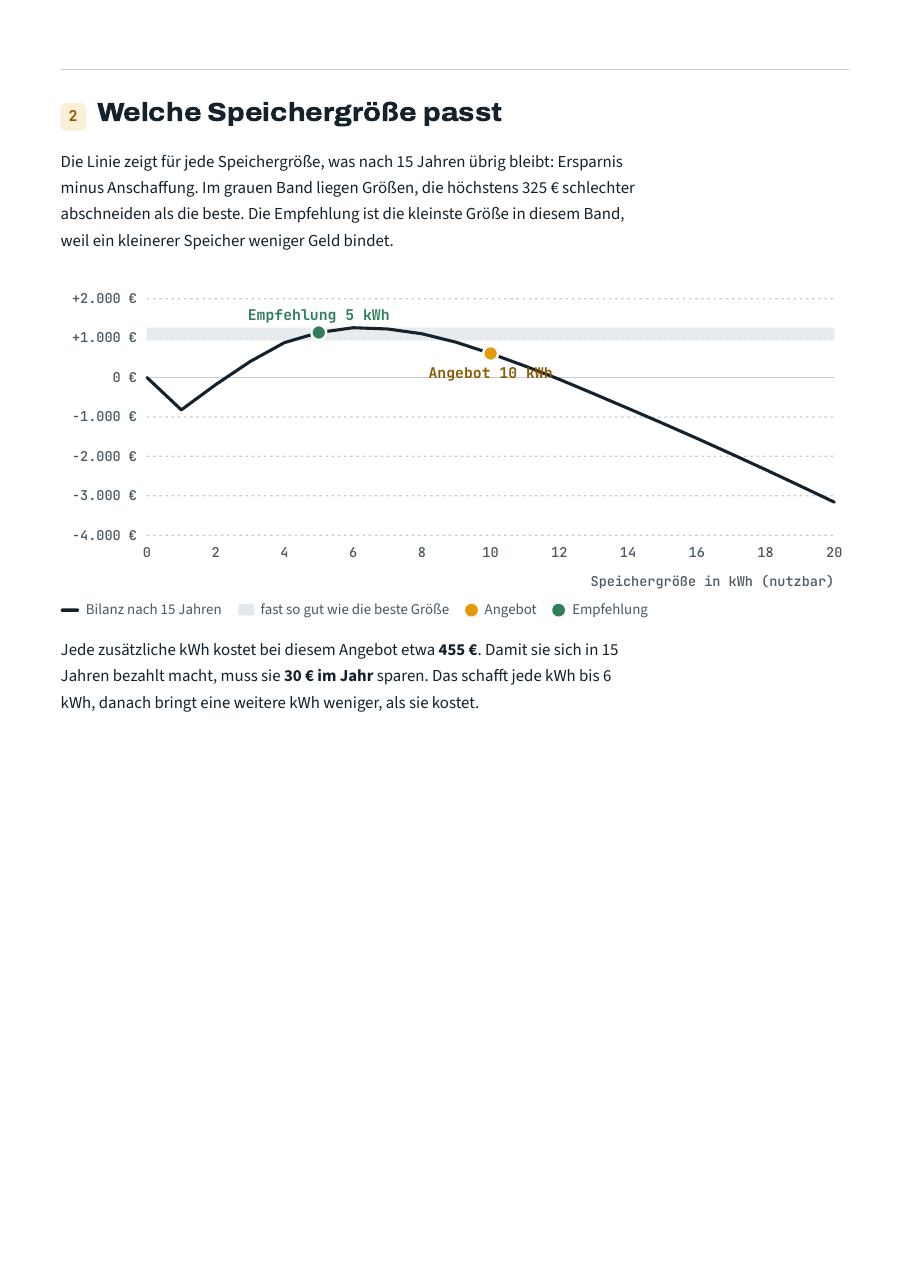 2 Welche Speichergröße passt
Die Linie zeigt für jede Speichergröße, was nach 15 Jahren übrig bleibt: Ersparnis
minus Anschaffung. Im grauen Band liegen Größen, die höchstens 325 € schlechter
abschneiden als die beste. Die Empfehlung ist die kleinste Größe in diesem Band,
weil ein kleinerer Speicher weniger Geld bindet.
+2.000 €
Empfehlung 5 kWh
+1.000 €
Angebot 10 kWh
0 €
-1.000 €
-2.000 €
-3.000 €
-4.000 €
0 2 4 6 8 10 12 14 16 18 20
Speichergröße in kWh (nutzbar)
Bilanz nach 15 Jahren fast so gut wie die beste Größe Angebot Empfehlung
Jede zusätzliche kWh kostet bei diesem Angebot etwa 455 €. Damit sie sich in 15
Jahren bezahlt macht, muss sie 30 € im Jahr sparen. Das schafft jede kWh bis 6
kWh, danach bringt eine weitere kWh weniger, als sie kostet.